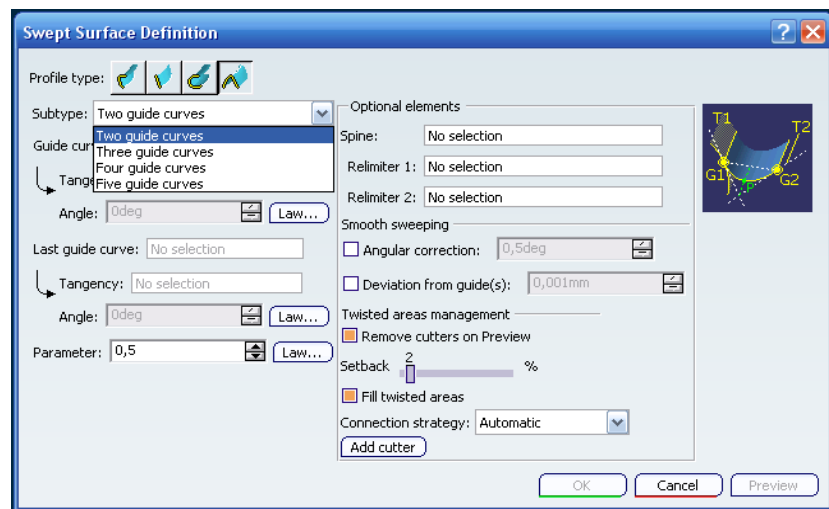 Swept Surface Definition
Profile type:
Subtype: Two guide curves
Two guide curves
Three guide curves
Four guide curves
Five guide curves
Guide cur
Tange
Angle: 0deg Law...
Last guide curve: No selection
Tangency: No selection
Angle: 0deg Law...
Parameter: 0,5 Law...
Optional elements
Spine: No selection
Relimiter 1: No selection
Relimiter 2: No selection
Smooth sweeping
Angular correction: 0,5deg
Deviation from guide(s): 0,001mm
Twisted areas management
Remove cutters on Preview
Setback 2 %
Fill twisted areas
Connection strategy: Automatic
Add cutter
T1
T2
G1
G2
P
OK Cancel Preview